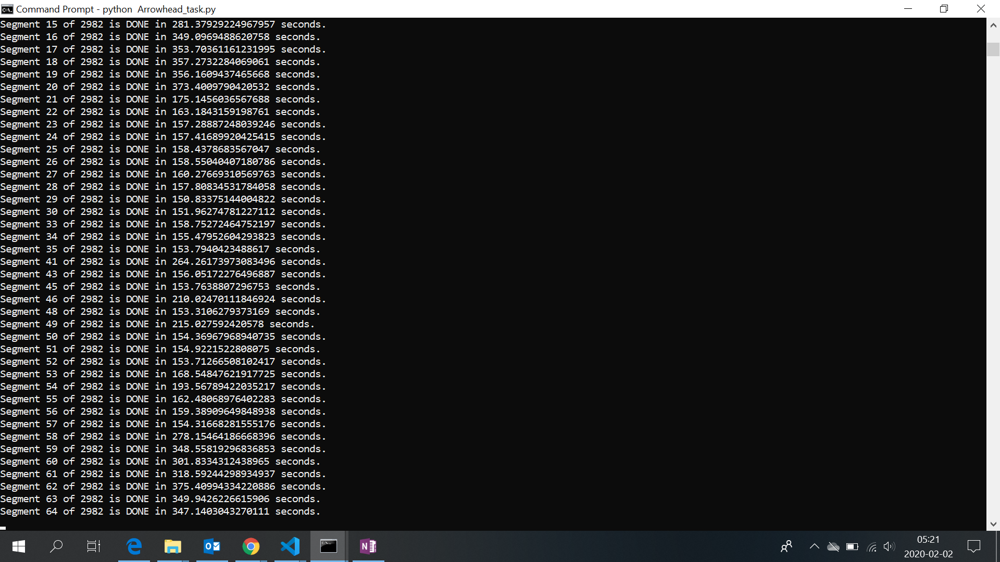 Command Prompt - python  Arrowhead_task.py
Segment 15 of 2982 is DONE in 281.37929224967957 seconds.
Segment 16 of 2982 is DONE in 349.0969488620758 seconds.
Segment 17 of 2982 is DONE in 353.70361161231995 seconds.
Segment 18 of 2982 is DONE in 357.2732284069061 seconds.
Segment 19 of 2982 is DONE in 356.1609437465668 seconds.
Segment 20 of 2982 is DONE in 373.4009790420532 seconds.
Segment 21 of 2982 is DONE in 175.1456036567688 seconds.
Segment 22 of 2982 is DONE in 163.1843159198761 seconds.
Segment 23 of 2982 is DONE in 157.28887248039246 seconds.
Segment 24 of 2982 is DONE in 157.41689920425415 seconds.
Segment 25 of 2982 is DONE in 158.4378683567047 seconds.
Segment 26 of 2982 is DONE in 158.55040407180786 seconds.
Segment 27 of 2982 is DONE in 160.27669310569763 seconds.
Segment 28 of 2982 is DONE in 157.80834531784058 seconds.
Segment 29 of 2982 is DONE in 150.83375144004822 seconds.
Segment 30 of 2982 is DONE in 151.96274781227112 seconds.
Segment 33 of 2982 is DONE in 158.75272464752197 seconds.
Segment 34 of 2982 is DONE in 155.47952604293823 seconds.
Segment 35 of 2982 is DONE in 153.7940423488617 seconds.
Segment 41 of 2982 is DONE in 264.26173973083496 seconds.
Segment 43 of 2982 is DONE in 156.05172276496887 seconds.
Segment 45 of 2982 is DONE in 153.7638807296753 seconds.
Segment 46 of 2982 is DONE in 210.02470111846924 seconds.
Segment 48 of 2982 is DONE in 153.3106279373169 seconds.
Segment 49 of 2982 is DONE in 215.027592420578 seconds.
Segment 50 of 2982 is DONE in 154.36967968940735 seconds.
Segment 51 of 2982 is DONE in 154.9221522808075 seconds.
Segment 52 of 2982 is DONE in 153.71266508102417 seconds.
Segment 53 of 2982 is DONE in 168.54847621917725 seconds.
Segment 54 of 2982 is DONE in 193.56789422035217 seconds.
Segment 55 of 2982 is DONE in 162.48068976402283 seconds.
Segment 56 of 2982 is DONE in 159.38909649848938 seconds.
Segment 57 of 2982 is DONE in 154.31668281555176 seconds.
Segment 58 of 2982 is DONE in 278.15464186668396 seconds.
Segment 59 of 2982 is DONE in 348.55819296836853 seconds.
Segment 60 of 2982 is DONE in 301.8334312438965 seconds.
Segment 61 of 2982 is DONE in 318.59244298934937 seconds.
Segment 62 of 2982 is DONE in 375.40994334220886 seconds.
Segment 63 of 2982 is DONE in 349.9426226615906 seconds.
Segment 64 of 2982 is DONE in 347.1403043270111 seconds.
05:21
2020-02-02